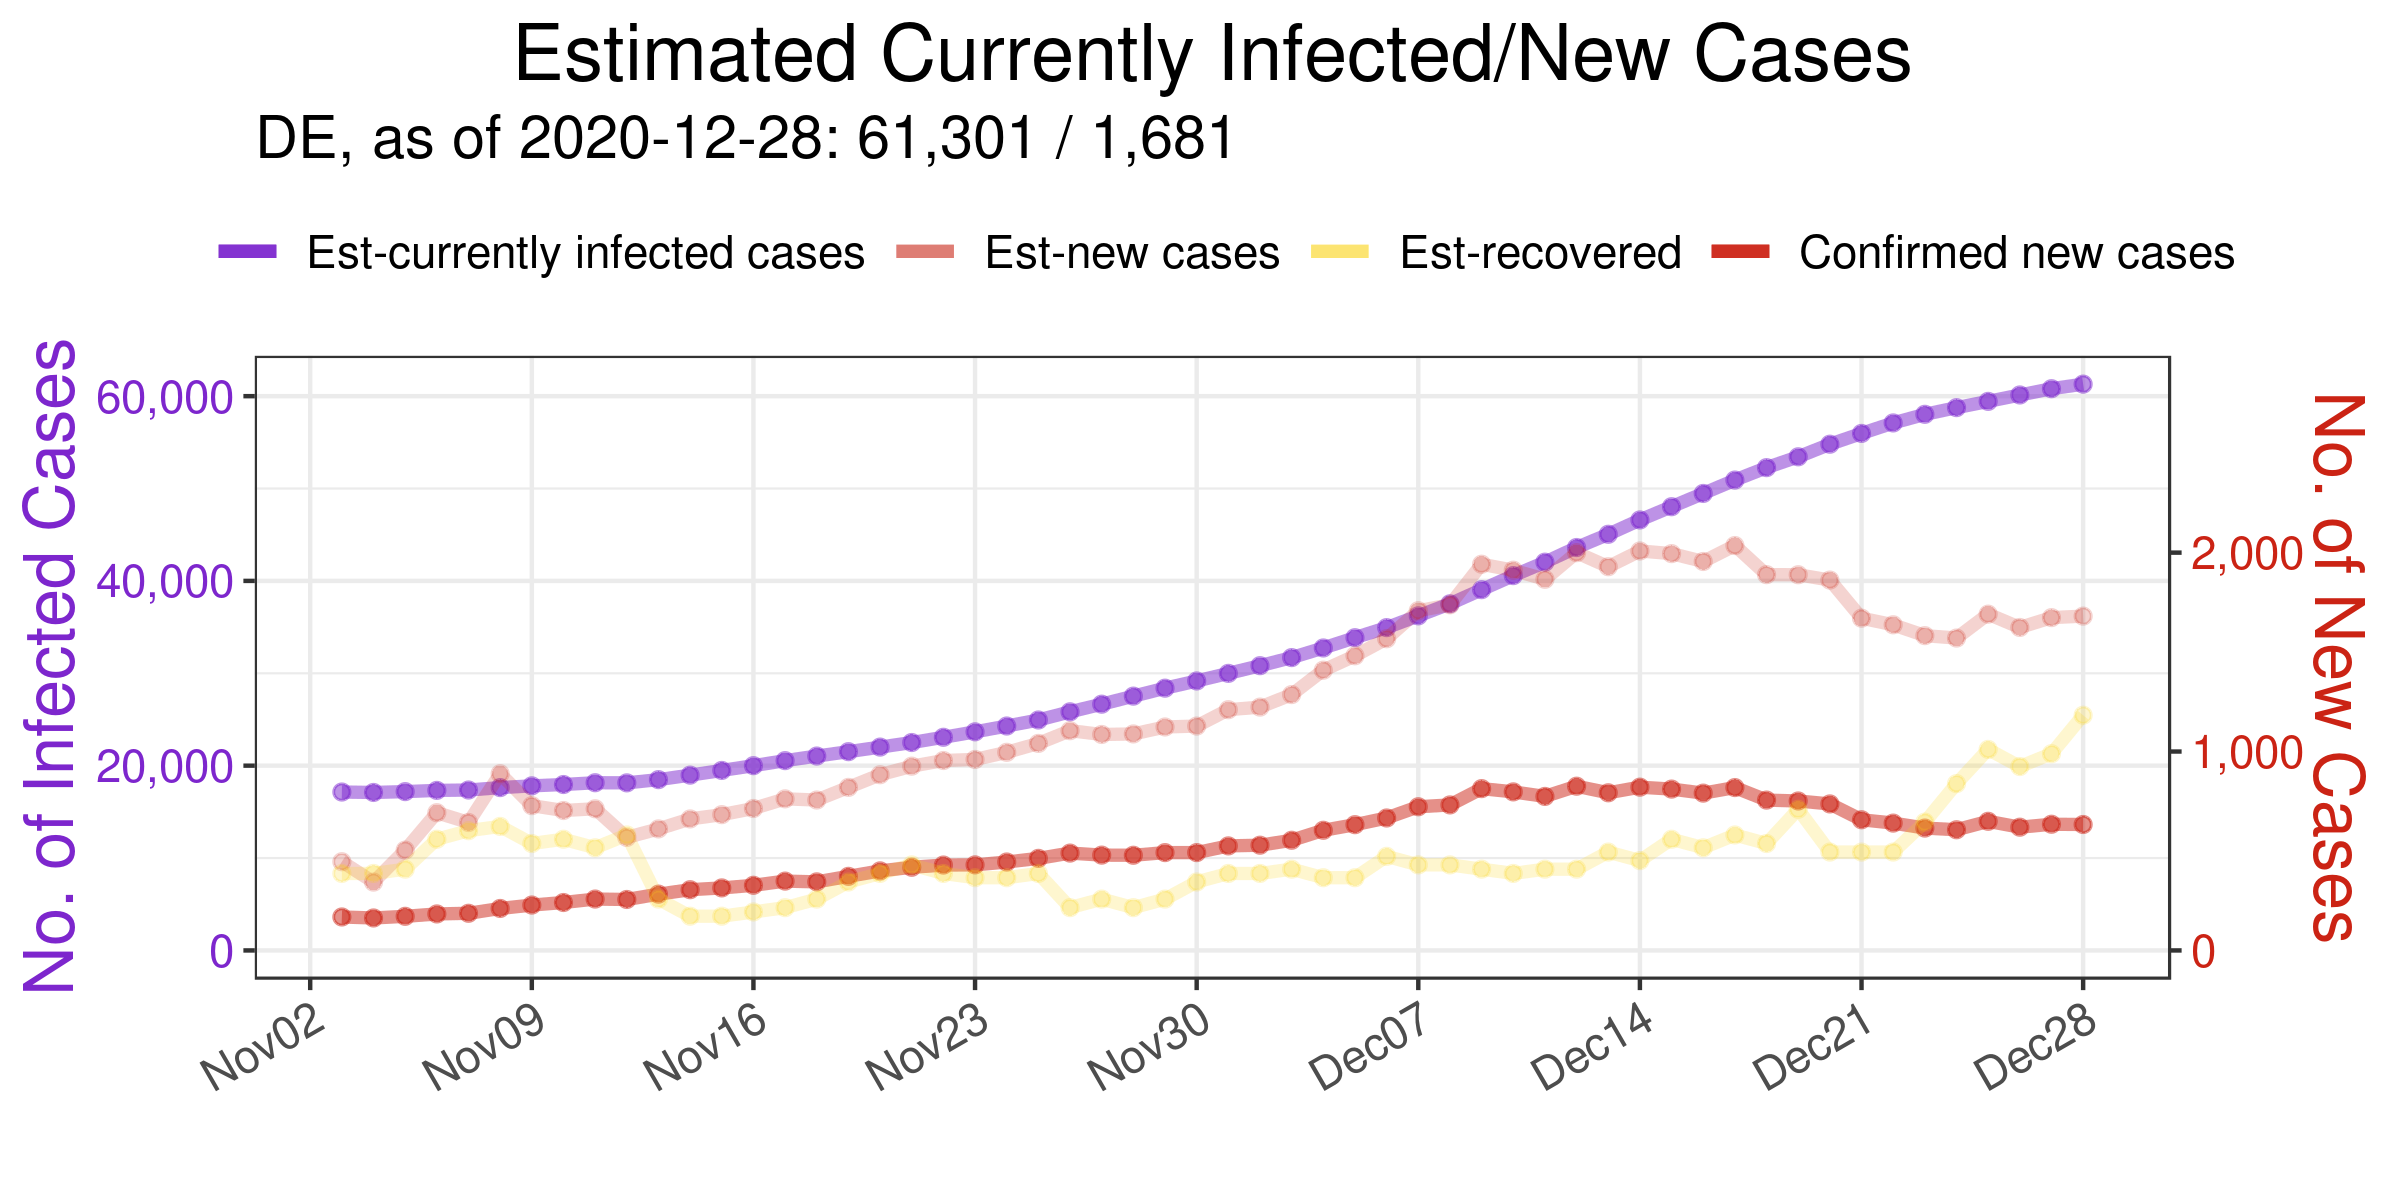 Estimated Currently Infected/New Cases
DE, as of 2020-12-28: 61,301 / 1,681
Est-currently infected cases Est-new cases Est-recovered Confirmed new cases
No. of Infected Cases
60,000
40,000
20,000
0
2,000
1,000
0
No. of New Cases
Nov02 Nov09 Nov16 Nov23 Nov30 Dec07 Dec14 Dec21 Dec28